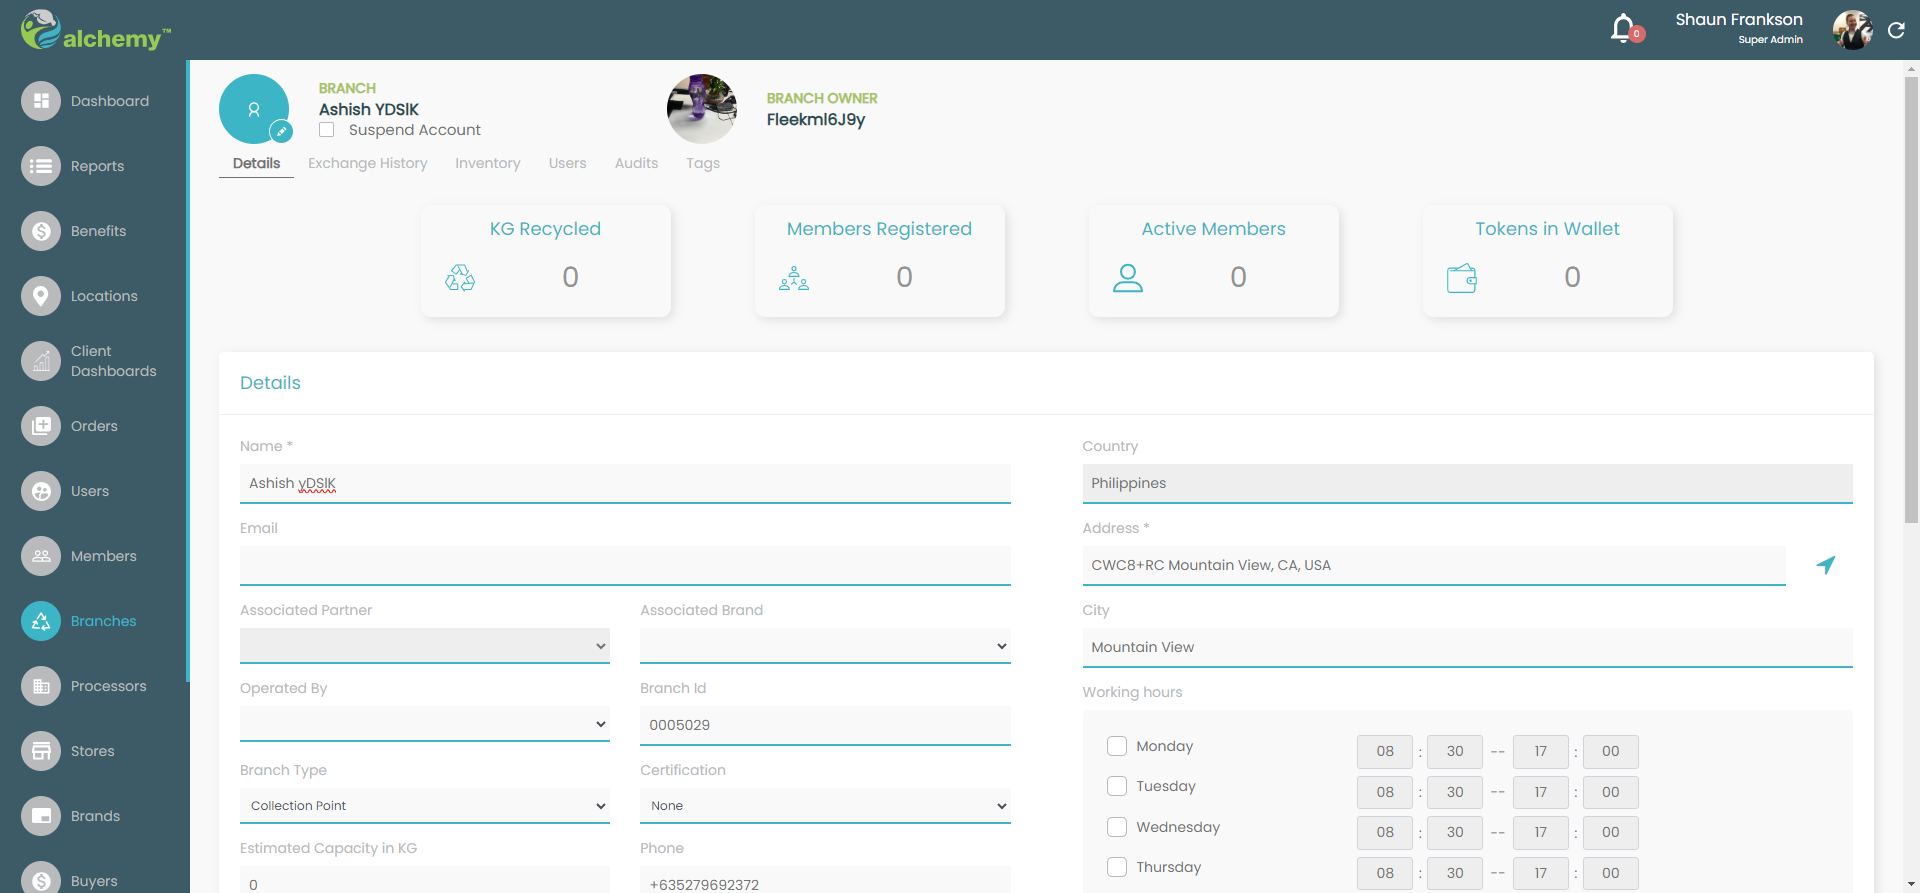 alchemy™
0
Shaun Frankson
Super Admin
Dashboard
Reports
Benefits
Locations
Client
Dashboards
Orders
Users
Members
Branches
Processors
Stores
Brands
Buyers
BRANCH
Ashish YDSlK
Suspend Account
BRANCH OWNER
Fleekml6J9y
Details Exchange History Inventory Users Audits Tags
KG Recycled
0
Members Registered
0
Active Members
0
Tokens in Wallet
0
Details
Name *
Ashish yDSlK
Email
Associated Partner Associated Brand
Operated By Branch Id
0005029
Branch Type Certification
Collection Point None
Estimated Capacity in KG Phone
0 +635279692372
Country
Philippines
Address *
CWC8+RC Mountain View, CA, USA
City
Mountain View
Working hours
Monday 08 : 30 -- 17 : 00
Tuesday 08 : 30 -- 17 : 00
Wednesday 08 : 30 -- 17 : 00
Thursday 08 : 30 -- 17 : 00